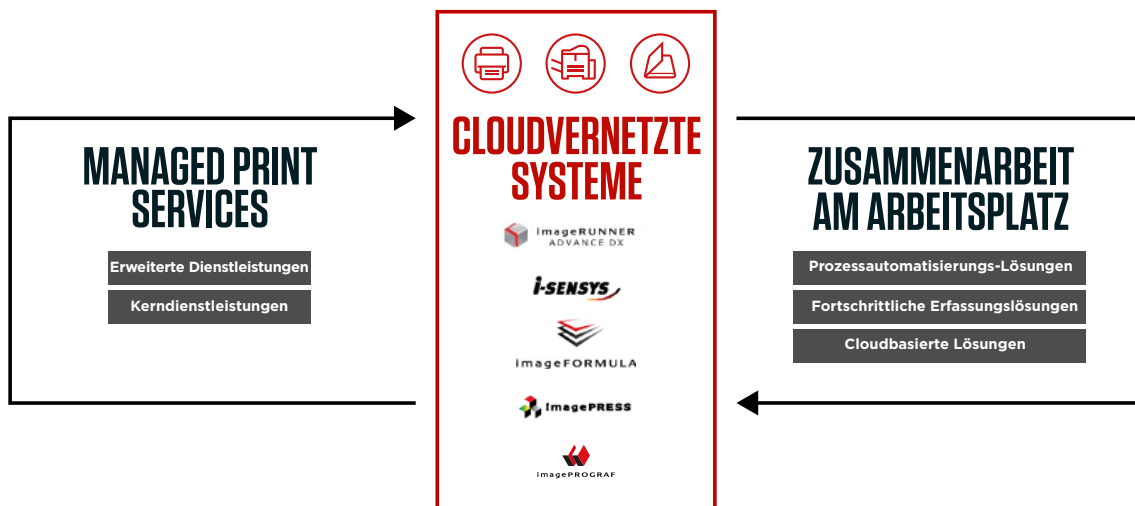 MANAGED PRINT
SERVICES
Erweiterte Dienstleistungen
Kerndienstleistungen
CLOUDVERNETZTE
SYSTEME
imageRUNNER
ADVANCE DX
i-SENSYS
imageFORMULA
imagePRESS
imagePROGRAF
ZUSAMMENARBEIT
AM ARBEITSPLATZ
Prozessautomatisierungs-Lösungen
Fortschrittliche Erfassungslösungen
Cloudbasierte Lösungen